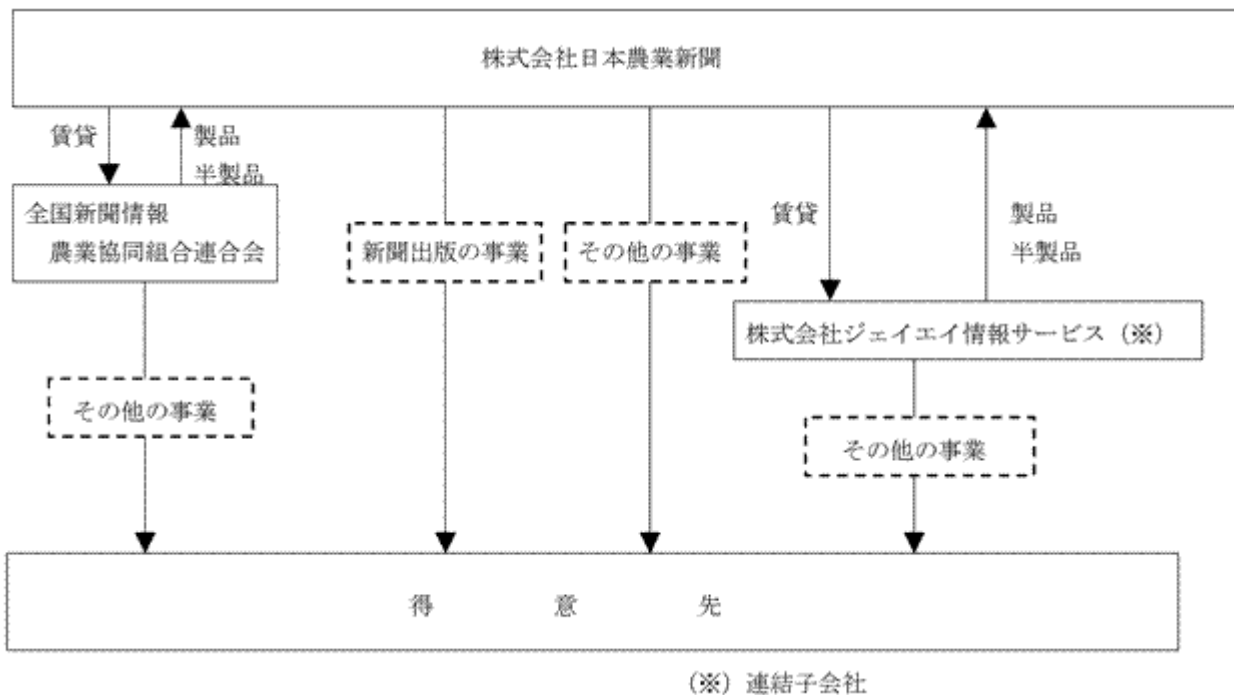 株式会社日本農業新聞
賃貸
製品
半製品
全国新聞情報
農業協同組合連合会
新聞出版の事業
その他の事業
賃貸
製品
半製品
株式会社ジェイエイ情報サービス（※）
その他の事業
その他の事業
得意先
（※）連結子会社